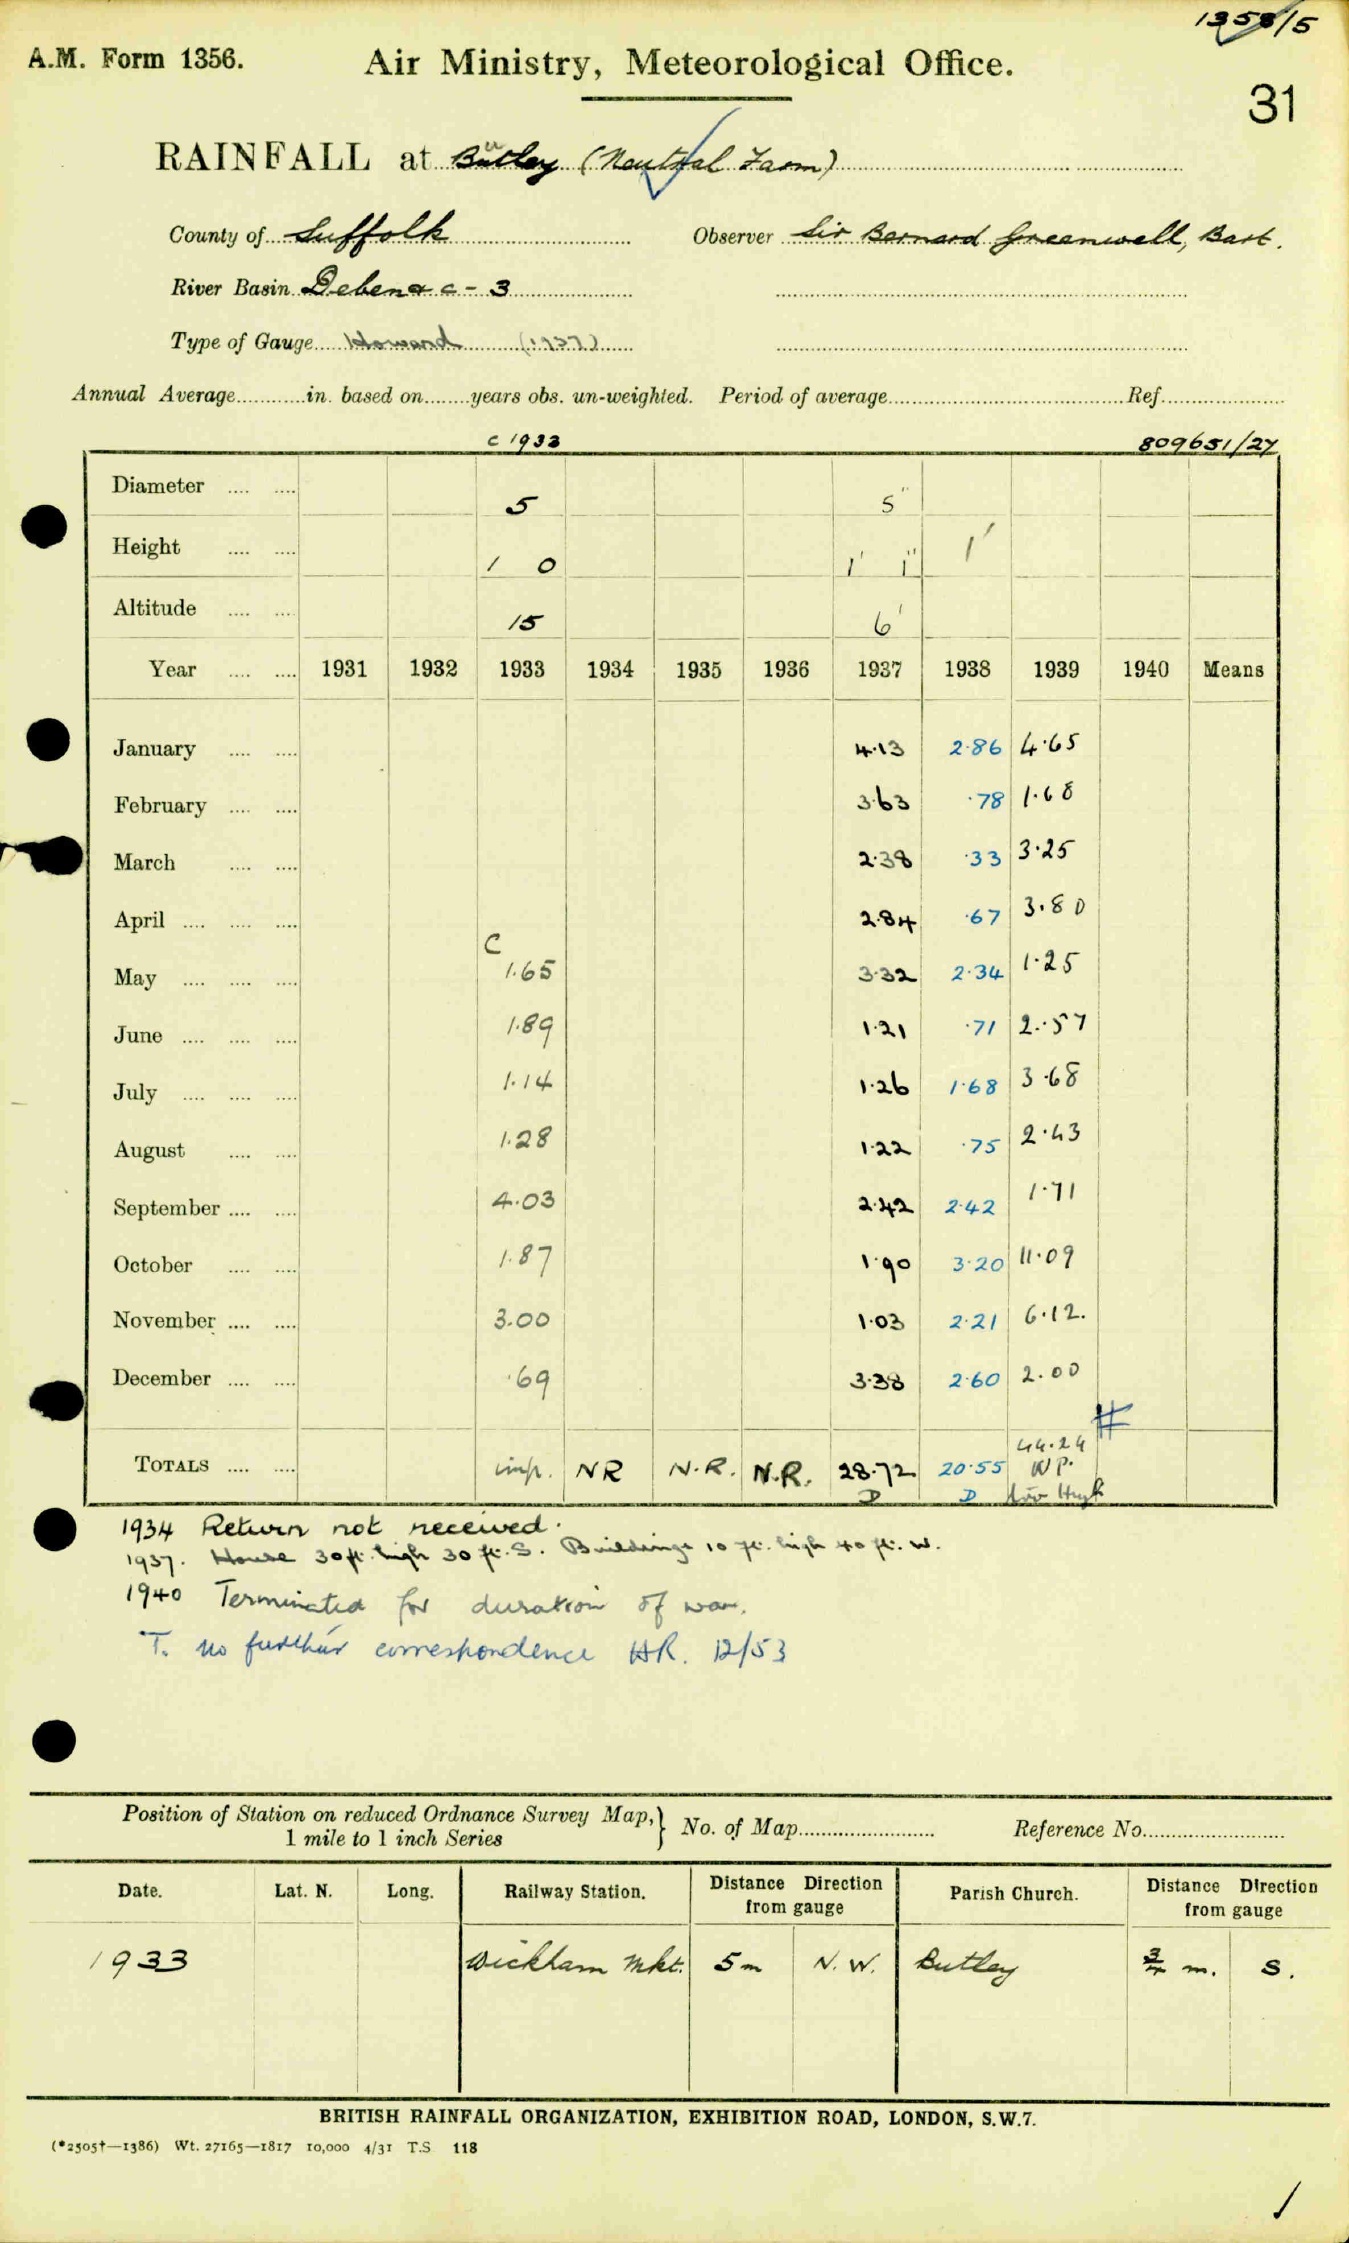 1358/5
A.M. Form 1356. Air Ministry, Meteorological Office.
31
RAINFALL at Butley (Neutral Farm)
County of Suffolk Observer Sir Bernard Greenwell, Bart.
River Basin Deben & c - 3
Type of Gauge Howard (1937)
Annual Average in. based on years obs. un-weighted. Period of average Ref.
c 1933 809651/27
Diameter 5 5"
Height 1 0 1' 1" 1'
Altitude 15 6'
Year 1931 1932 1933 1934 1935 1936 1937 1938 1939 1940 Means
January 4.13 2.86 4.65
February 3.63 .78 1.68
March 2.38 .33 3.25
April 2.84 .67 3.80
C
May 1.65 3.32 2.34 1.25
June 1.89 1.21 .71 2.57
July 1.14 1.26 1.68 3.68
August 1.28 1.22 .75 2.43
September 4.03 2.42 2.42 1.71
October 1.87 1.90 3.20 11.09
November 3.00 1.03 2.21 6.12.
December .69 3.38 2.60 2.00
44.24
TOTALS imp. NR N.R. N.R. 28.72 20.55 NP.
D D too High
1934 Return not received.
1937. House 30 ft. high 30 ft. S. Buildings 10 ft. high 40 ft. W.
1940 Terminated for duration of war.
T. no further correspondence HR. 12/53
Position of Station on reduced Ordnance Survey Map,} No. of Map Reference No.
1 mile to 1 inch Series
Date. Lat. N. Long. Railway Station. Distance Direction from gauge Parish Church. Distance Direction from gauge
1933 Wickham Mkt. 5 m N. W. Butley 3/4 m. S.
BRITISH RAINFALL ORGANIZATION, EXHIBITION ROAD, LONDON, S.W.7.
(*2505†—1386) Wt. 27165—1817 10,000 4/31 T.S 118